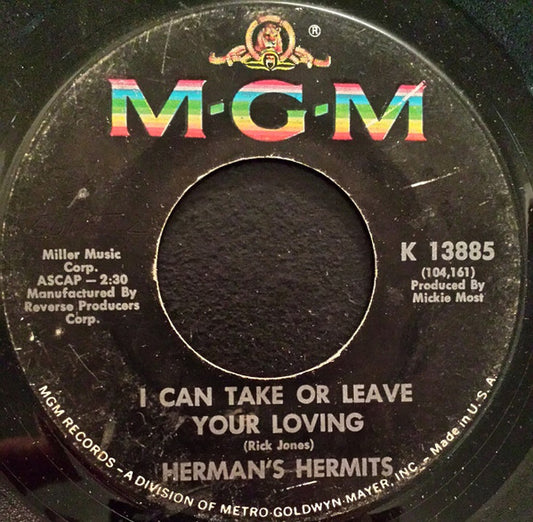 ®
M·G·M
Miller Music
Corp.
ASCAP — 2:30
Manufactured By
Reverse Producers
Corp.
K 13885
(104,161)
Produced By
Mickie Most
I CAN TAKE OR LEAVE
YOUR LOVING
(Rick Jones)
HERMAN'S HERMITS
MGM RECORDS - A DIVISION OF METRO-GOLDWYN-MAYER, INC. - Made in U. S. A.